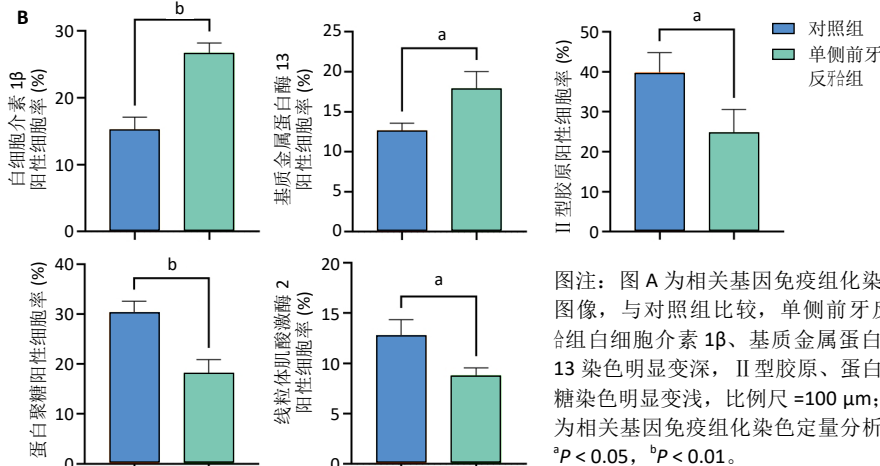 B
白细胞介素 1β
阳性细胞率 (%)
30
20
10
0
b
基质金属蛋白酶 13
阳性细胞率 (%)
25
20
15
10
5
0
a
II 型胶原阳性细胞率 (%)
50
40
30
20
10
0
a
对照组
单侧前牙
反𬌗组
蛋白聚糖阳性细胞率 (%)
40
30
20
10
0
b
线粒体肌酸激酶 2
阳性细胞率 (%)
20
15
10
5
0
a
图注：图 A 为相关基因免疫组化染
图像，与对照组比较，单侧前牙反
𬌗组白细胞介素 1β、基质金属蛋白
13 染色明显变深，II 型胶原、蛋白
糖染色明显变浅，比例尺 =100 μm；
为相关基因免疫组化染色定量分析
ᵃP < 0.05，ᵇP < 0.01。